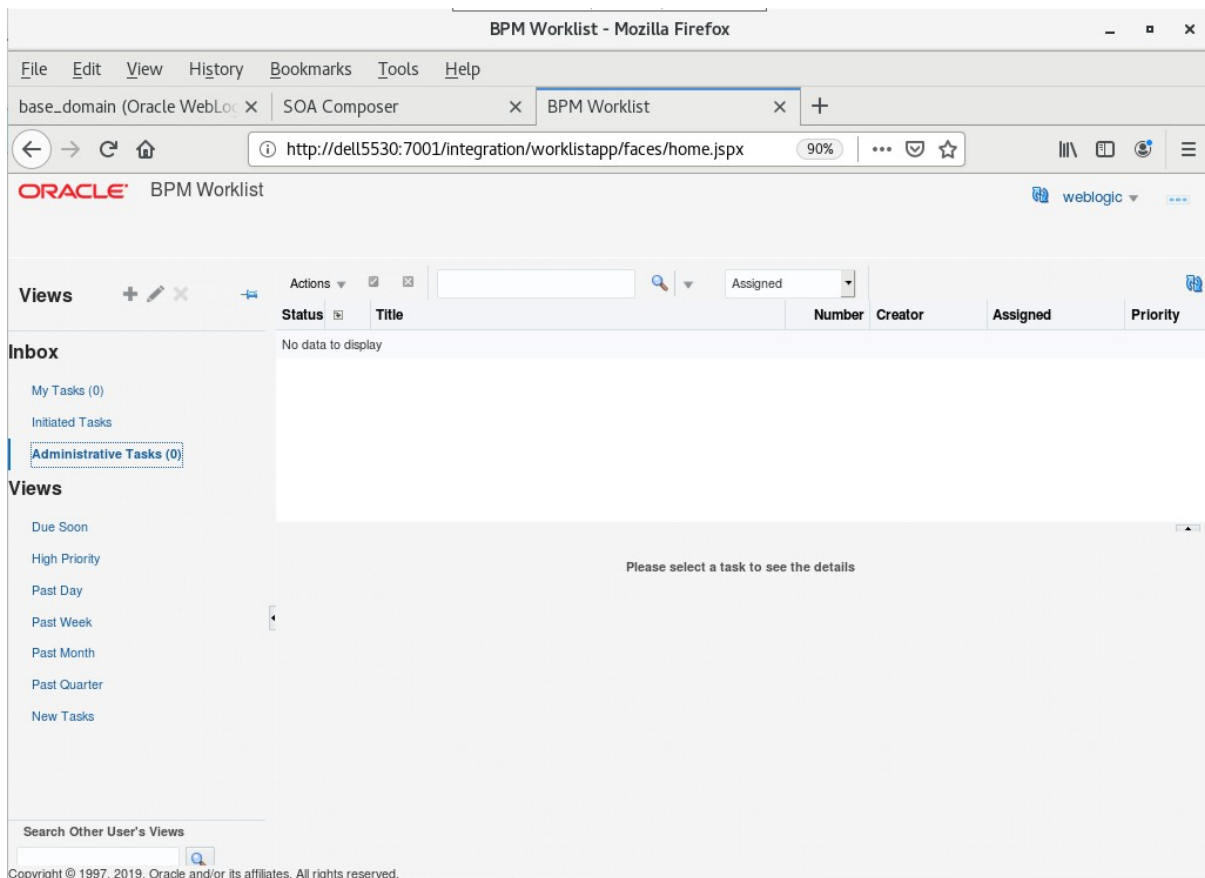 BPM Worklist - Mozilla Firefox
File Edit View History Bookmarks Tools Help
base_domain (Oracle WebLog SOA Composer BPM Worklist
http://dell5530:7001/integration/worklistapp/faces/home.jspx 90%
ORACLE BPM Worklist weblogic
Views Actions Assigned
Status Title Number Creator Assigned Priority
No data to display
Inbox
My Tasks (0)
Initiated Tasks
Administrative Tasks (0)
Views
Due Soon
High Priority
Past Day
Past Week
Past Month
Past Quarter
New Tasks
Please select a task to see the details
Search Other User's Views
Copyright © 1997, 2019, Oracle and/or its affiliates. All rights reserved.